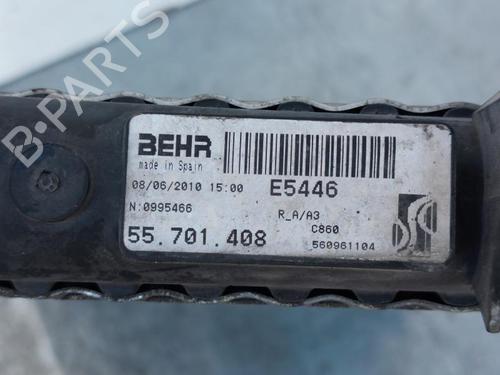 B-PARTS
BEHR
made in Spain
08/06/2010 15:00 E5446
N:0995466 R_A/A3
C860
55.701.408 560961104